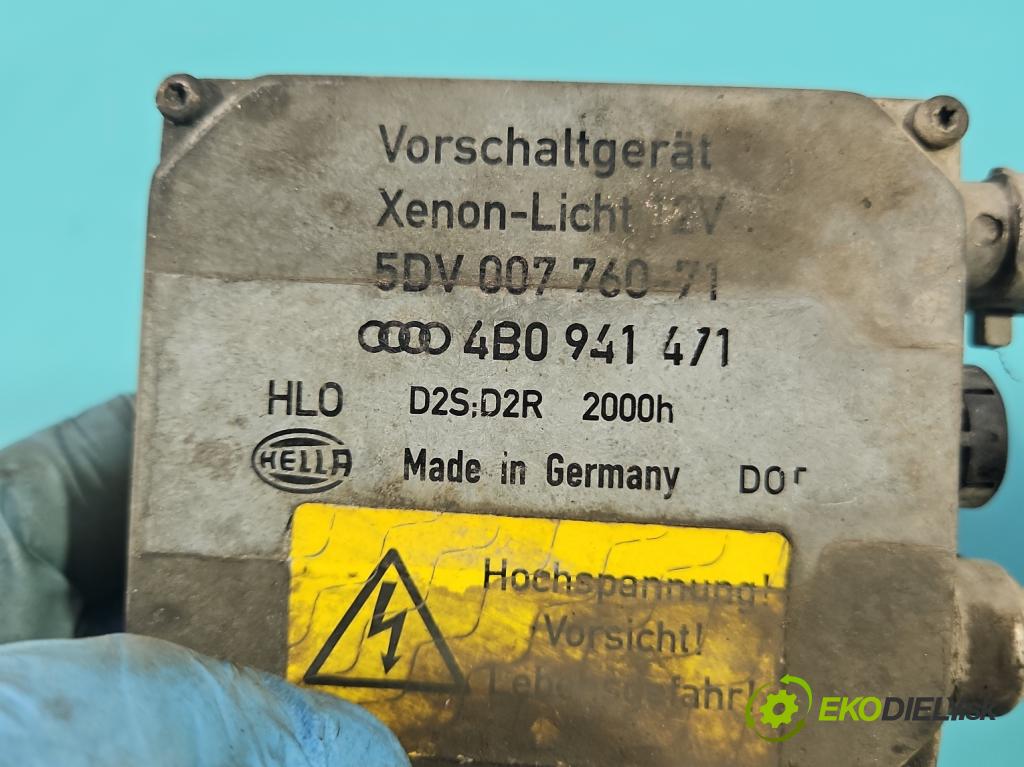 Vorschaltgerät
Xenon-Licht 12V
5DV 007 760-71
4B0 941 471
HLO D2S;D2R 2000h
HELLA Made in Germany DOT
Hochspannung!
Vorsicht!
Lebensgefahr!
EKODIELY.sk